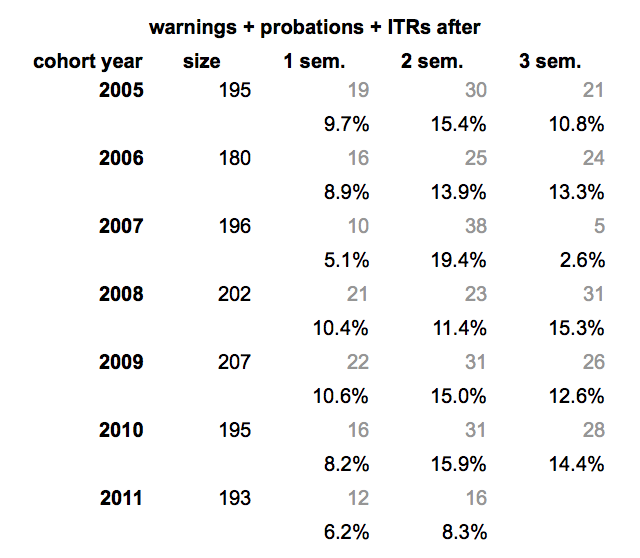 warnings + probations + ITRs after
cohort year size 1 sem. 2 sem. 3 sem.
2005 195 19 30 21
9.7% 15.4% 10.8%
2006 180 16 25 24
8.9% 13.9% 13.3%
2007 196 10 38 5
5.1% 19.4% 2.6%
2008 202 21 23 31
10.4% 11.4% 15.3%
2009 207 22 31 26
10.6% 15.0% 12.6%
2010 195 16 31 28
8.2% 15.9% 14.4%
2011 193 12 16
6.2% 8.3%